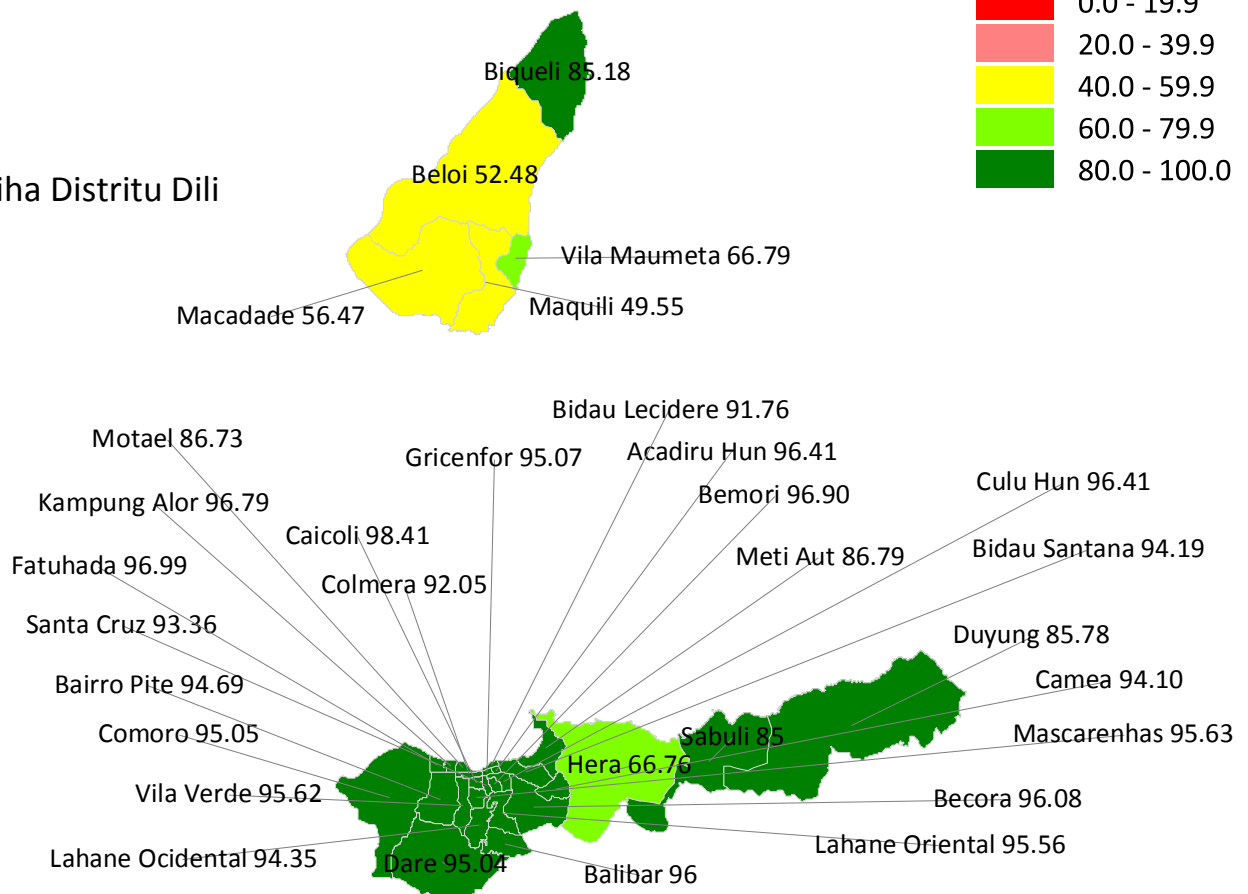 0.0 - 19.9
20.0 - 39.9
40.0 - 59.9
60.0 - 79.9
80.0 - 100.0
Biqueli 85.18
Beloi 52.48
iha Distritu Dili
Vila Maumeta 66.79
Maquili 49.55
Macadade 56.47
Bidau Lecidere 91.76
Motael 86.73
Gricenfor 95.07
Acadiru Hun 96.41
Culu Hun 96.41
Kampung Alor 96.79
Bemori 96.90
Caicoli 98.41
Bidau Santana 94.19
Fatuhada 96.99
Meti Aut 86.79
Colmera 92.05
Santa Cruz 93.36
Duyung 85.78
Bairro Pite 94.69
Camea 94.10
Comoro 95.05
Sabuli 85
Mascarenhas 95.63
Hera 66.76
Vila Verde 95.62
Becora 96.08
Lahane Oriental 95.56
Lahane Ocidental 94.35
Dare 95.04
Balibar 96